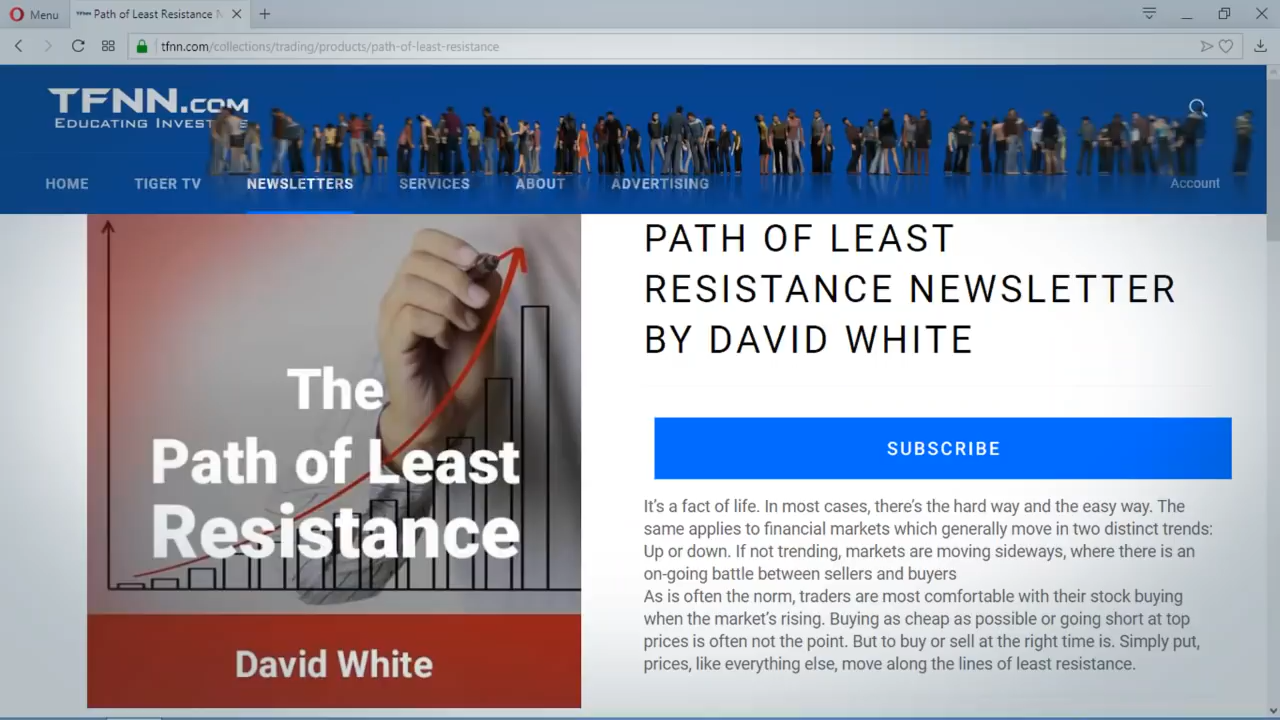 Menu
Path of Least Resistance N
tfnn.com/collections/trading/products/path-of-least-resistance
TFNN.COM
EDUCATING INVESTORS
HOME
TIGER TV
NEWSLETTERS
SERVICES
ABOUT
ADVERTISING
Account
The
Path of Least
Resistance
David White
PATH OF LEAST
RESISTANCE NEWSLETTER
BY DAVID WHITE
SUBSCRIBE
It's a fact of life. In most cases, there's the hard way and the easy way. The
same applies to financial markets which generally move in two distinct trends:
Up or down. If not trending, markets are moving sideways, where there is an
on-going battle between sellers and buyers
As is often the norm, traders are most comfortable with their stock buying
when the market's rising. Buying as cheap as possible or going short at top
prices is often not the point. But to buy or sell at the right time is. Simply put,
prices, like everything else, move along the lines of least resistance.